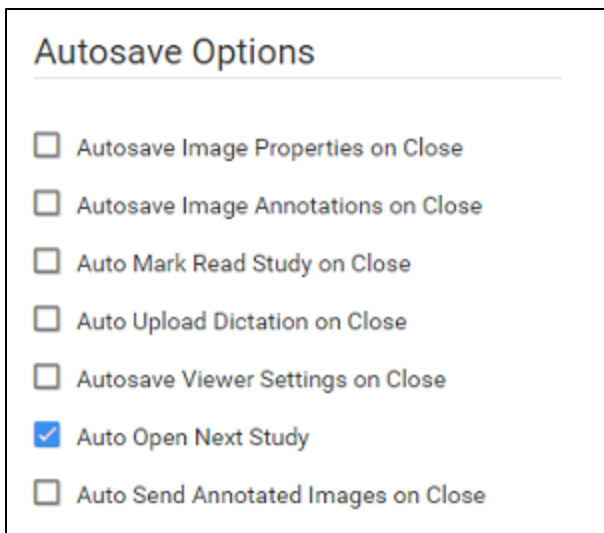 Autosave Options
Autosave Image Properties on Close
Autosave Image Annotations on Close
Auto Mark Read Study on Close
Auto Upload Dictation on Close
Autosave Viewer Settings on Close
Auto Open Next Study
Auto Send Annotated Images on Close